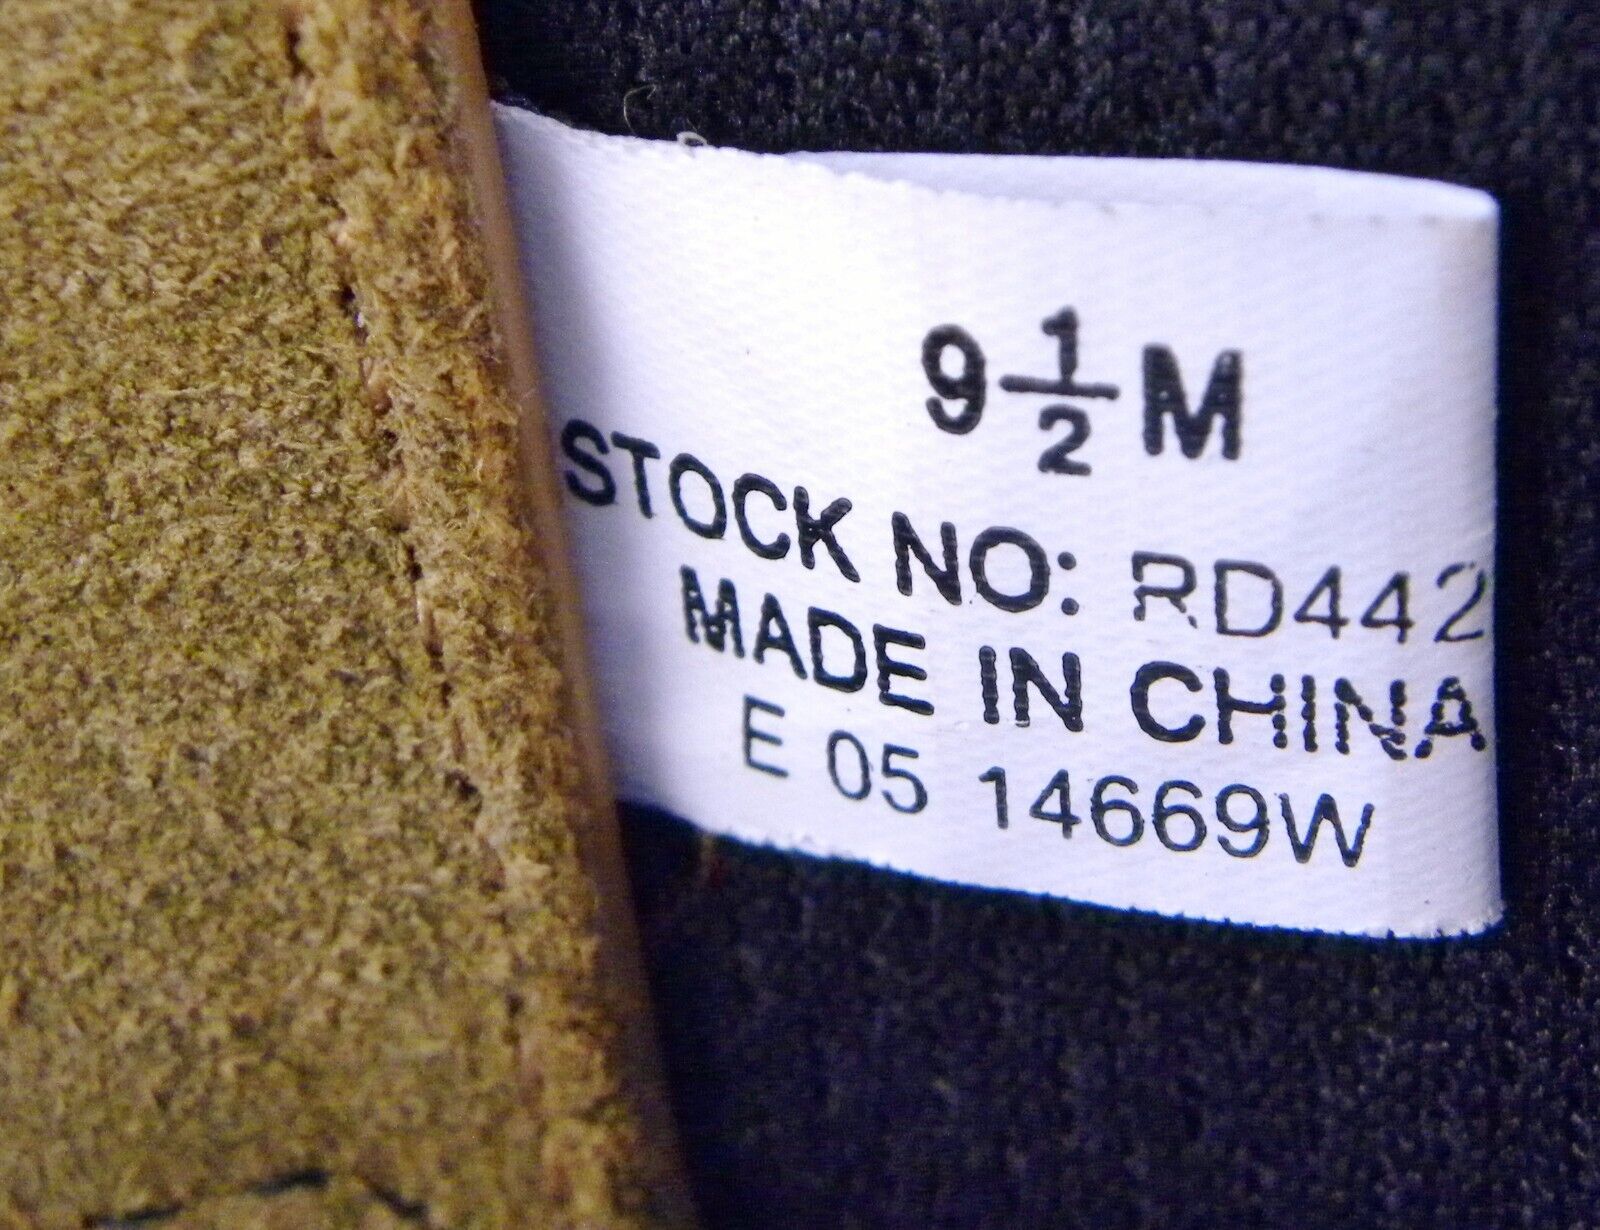 9 1/2 M
STOCK NO: RD442
MADE IN CHINA
E 05 14669W